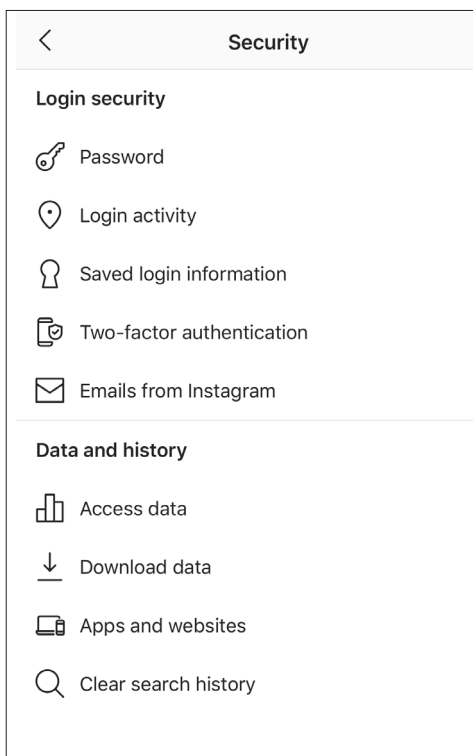 Security
Login security
Password
Login activity
Saved login information
Two-factor authentication
Emails from Instagram
Data and history
Access data
Download data
Apps and websites
Clear search history